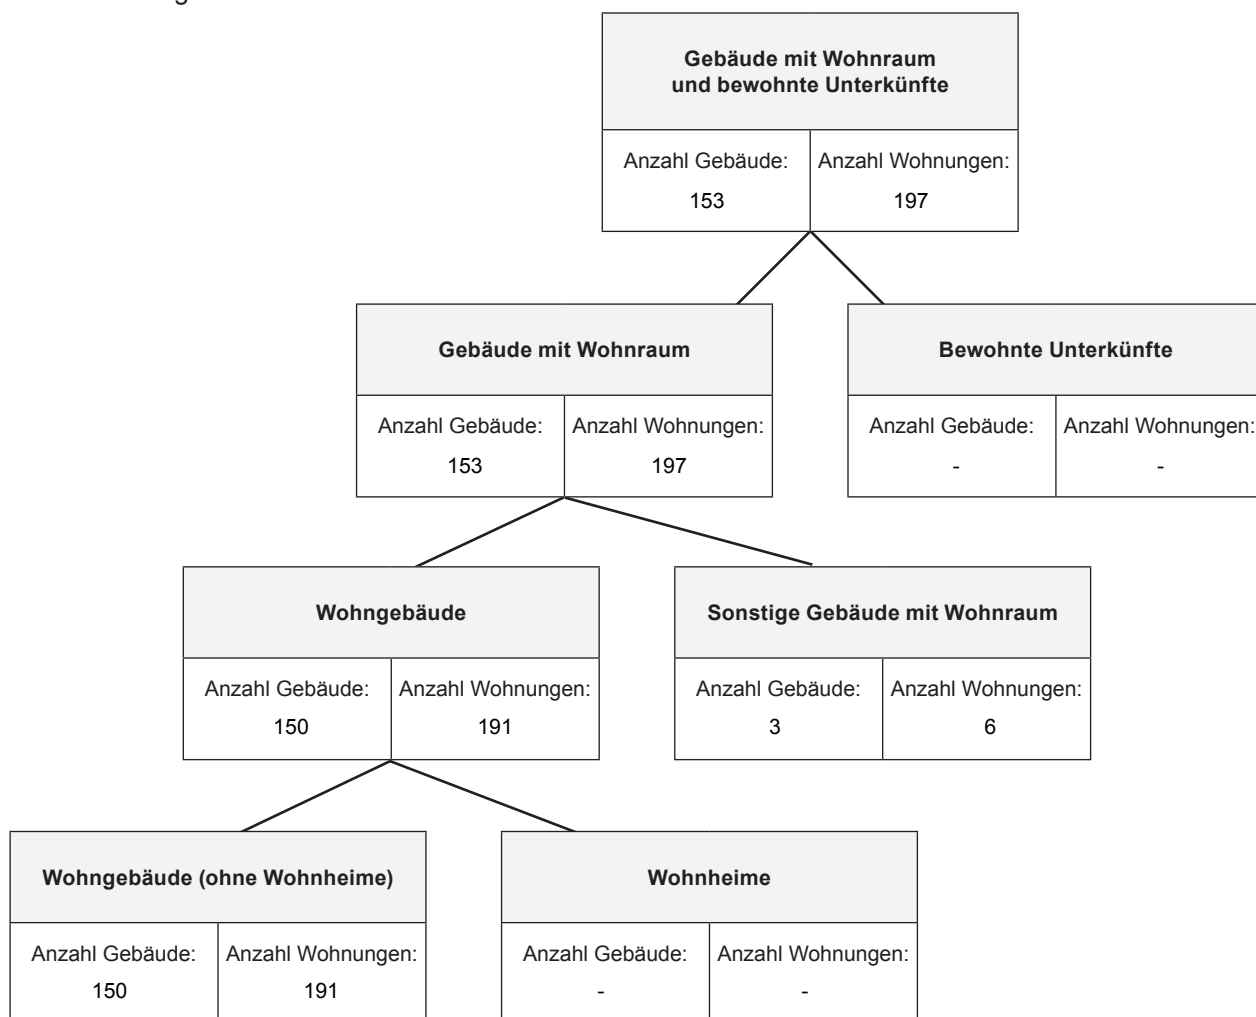 Gebäude mit Wohnraum
und bewohnte Unterkünfte
Anzahl Gebäude: Anzahl Wohnungen:
153 197
Gebäude mit Wohnraum Bewohnte Unterkünfte
Anzahl Gebäude: Anzahl Wohnungen: Anzahl Gebäude: Anzahl Wohnungen:
153 197 - -
Wohngebäude Sonstige Gebäude mit Wohnraum
Anzahl Gebäude: Anzahl Wohnungen: Anzahl Gebäude: Anzahl Wohnungen:
150 191 3 6
Wohngebäude (ohne Wohnheime) Wohnheime
Anzahl Gebäude: Anzahl Wohnungen: Anzahl Gebäude: Anzahl Wohnungen:
150 191 - -